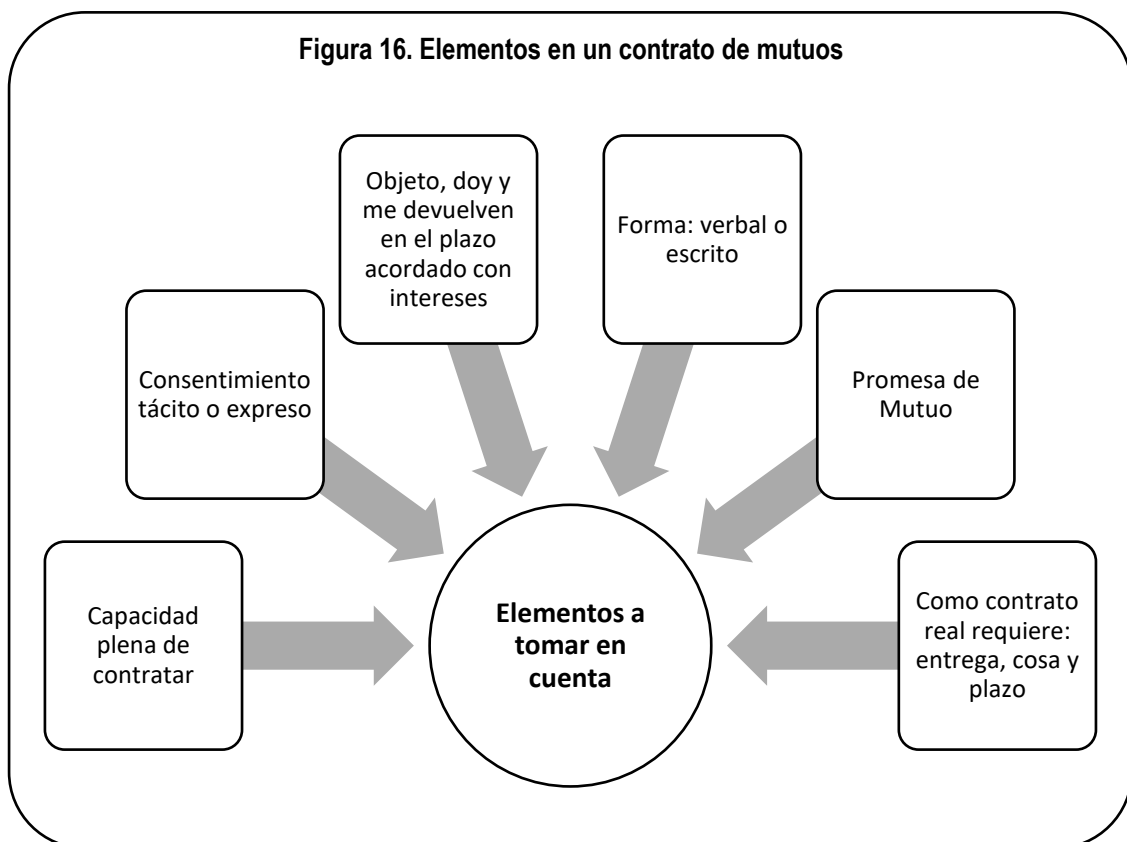 Figura 16. Elementos en un contrato de mutuos
Capacidad
plena de
contratar
Consentimiento
tácito o expreso
Objeto, doy y
me devuelven
en el plazo
acordado con
intereses
Forma: verbal o
escrito
Promesa de
Mutuo
Como contrato
real requiere:
entrega, cosa y
plazo
Elementos a
tomar en
cuenta